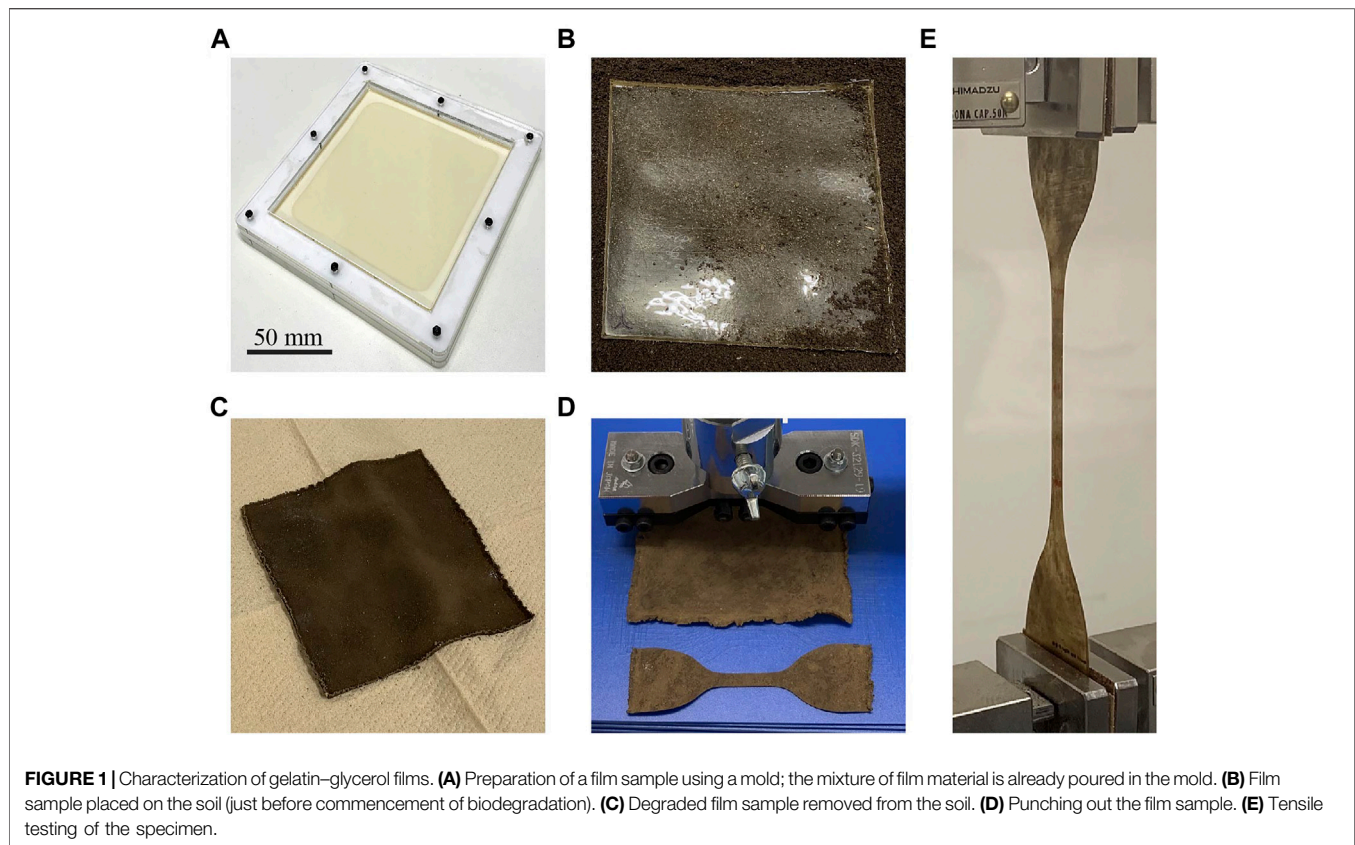 A
B
E
HIMADZU
CAP.50N
50 mm
C
D
FIGURE 1 | Characterization of gelatin–glycerol films. (A) Preparation of a film sample using a mold; the mixture of film material is already poured in the mold. (B) Film
sample placed on the soil (just before commencement of biodegradation). (C) Degraded film sample removed from the soil. (D) Punching out the film sample. (E) Tensile
testing of the specimen.